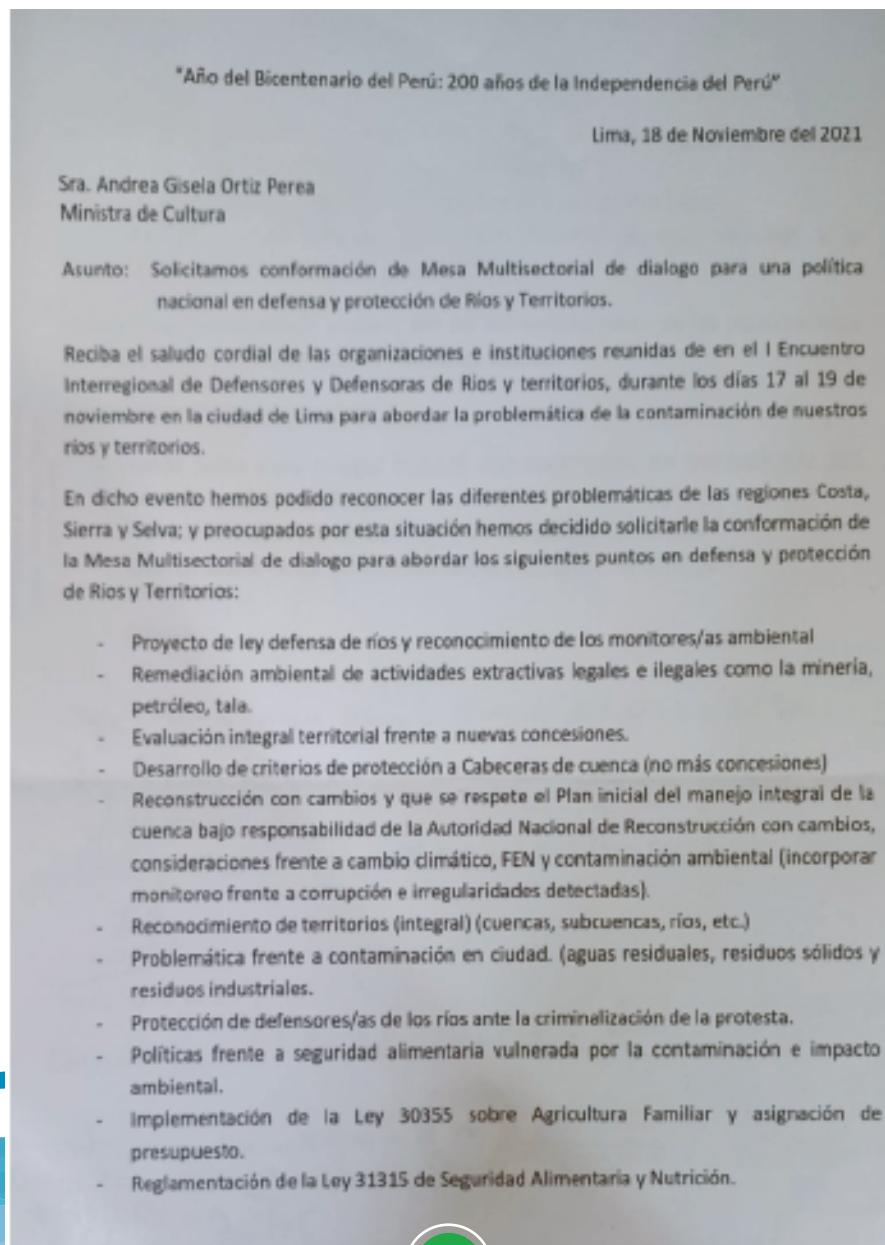 "Año del Bicentenario del Perú: 200 años de la Independencia del Perú"
Lima, 18 de Noviembre del 2021
Sra. Andrea Gisela Ortiz Perea
Ministra de Cultura
Asunto: Solicitamos conformación de Mesa Multisectorial de dialogo para una política
nacional en defensa y protección de Ríos y Territorios.
Reciba el saludo cordial de las organizaciones e instituciones reunidas de en el I Encuentro
Interregional de Defensores y Defensoras de Rios y territorios, durante los días 17 al 19 de
noviembre en la ciudad de Lima para abordar la problemática de la contaminación de nuestros
ríos y territorios.
En dicho evento hemos podido reconocer las diferentes problemáticas de las regiones Costa,
Sierra y Selva; y preocupados por esta situación hemos decidido solicitarle la conformación de
la Mesa Multisectorial de dialogo para abordar los siguientes puntos en defensa y protección
de Rios y Territorios:
- Proyecto de ley defensa de ríos y reconocimiento de los monitores/as ambiental
- Remediación ambiental de actividades extractivas legales e ilegales como la minería,
petróleo, tala.
- Evaluación integral territorial frente a nuevas concesiones.
- Desarrollo de criterios de protección a Cabeceras de cuenca (no más concesiones)
- Reconstrucción con cambios y que se respete el Plan inicial del manejo integral de la
cuenca bajo responsabilidad de la Autoridad Nacional de Reconstrucción con cambios,
consideraciones frente a cambio climático, FEN y contaminación ambiental (incorporar
monitoreo frente a corrupción e irregularidades detectadas).
- Reconocimiento de territorios (integral) (cuencas, subcuencas, ríos, etc.)
- Problemática frente a contaminación en ciudad. (aguas residuales, residuos sólidos y
residuos industriales.
- Protección de defensores/as de los ríos ante la criminalización de la protesta.
- Políticas frente a seguridad alimentaria vulnerada por la contaminación e impacto
ambiental.
- Implementación de la Ley 30355 sobre Agricultura Familiar y asignación de
presupuesto.
- Reglamentación de la Ley 31315 de Seguridad Alimentaria y Nutrición.